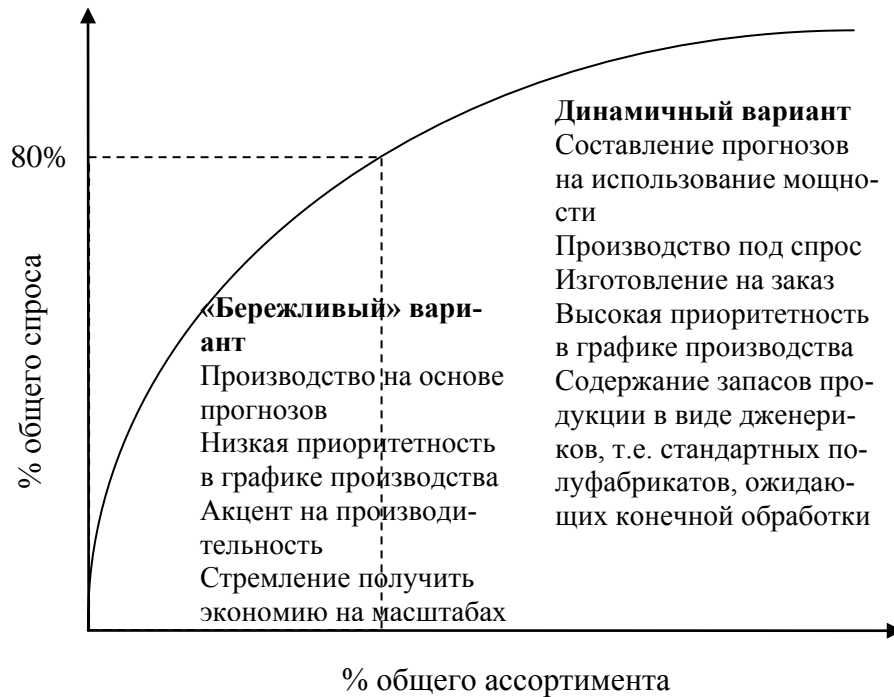 Динамичный вариант
Составление прогнозов
на использование мощно-
сти
Производство под спрос
Изготовление на заказ
Высокая приоритетность
в графике производства
Содержание запасов про-
дукции в виде дженери-
ков, т.е. стандартных по-
луфабрикатов, ожидаю-
щих конечной обработки
80%
% общего спроса
«Бережливый» вари-
ант
Производство на основе
прогнозов
Низкая приоритетность
в графике производства
Акцент на производи-
тельность
Стремление получить
экономию на масштабах
% общего ассортимента